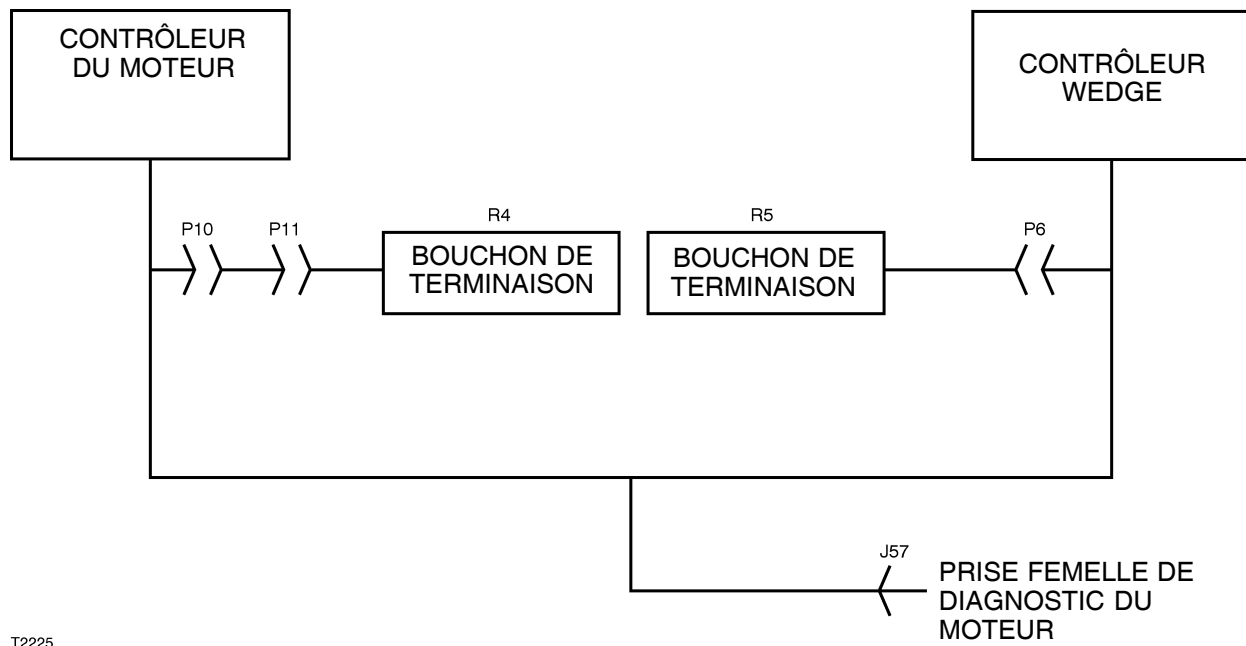 CONTRÔLEUR
DU MOTEUR
CONTRÔLEUR
WEDGE
P10
P11
R4
R5
P6
BOUCHON DE
TERMINAISON
BOUCHON DE
TERMINAISON
J57
PRISE FEMELLE DE
DIAGNOSTIC DU
MOTEUR
T2225